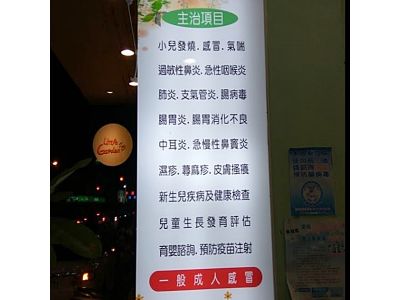 主治項目
小兒發燒．感冒．氣喘
過敏性鼻炎．急性咽喉炎
肺炎．支氣管炎．腸病毒
腸胃炎．腸胃消化不良
中耳炎．急慢性鼻竇炎
濕疹．蕁麻疹．皮膚搔癢
新生兒疾病及健康檢查
兒童生長發育評估
育嬰諮詢．預防疫苗注射
一般成人感冒
Little
Garden